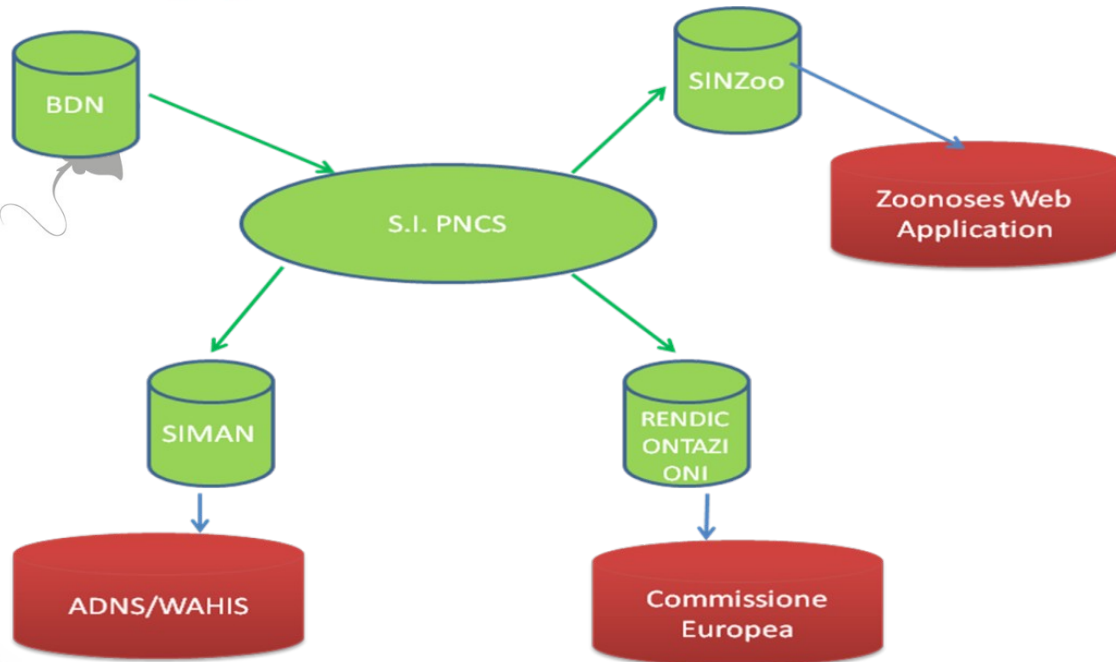 BDN
SINZoo
Zoonoses Web
Application
S.I. PNCS
SIMAN
RENDIC
ONTAZI
ONI
ADNS/WAHIS
Commissione
Europea